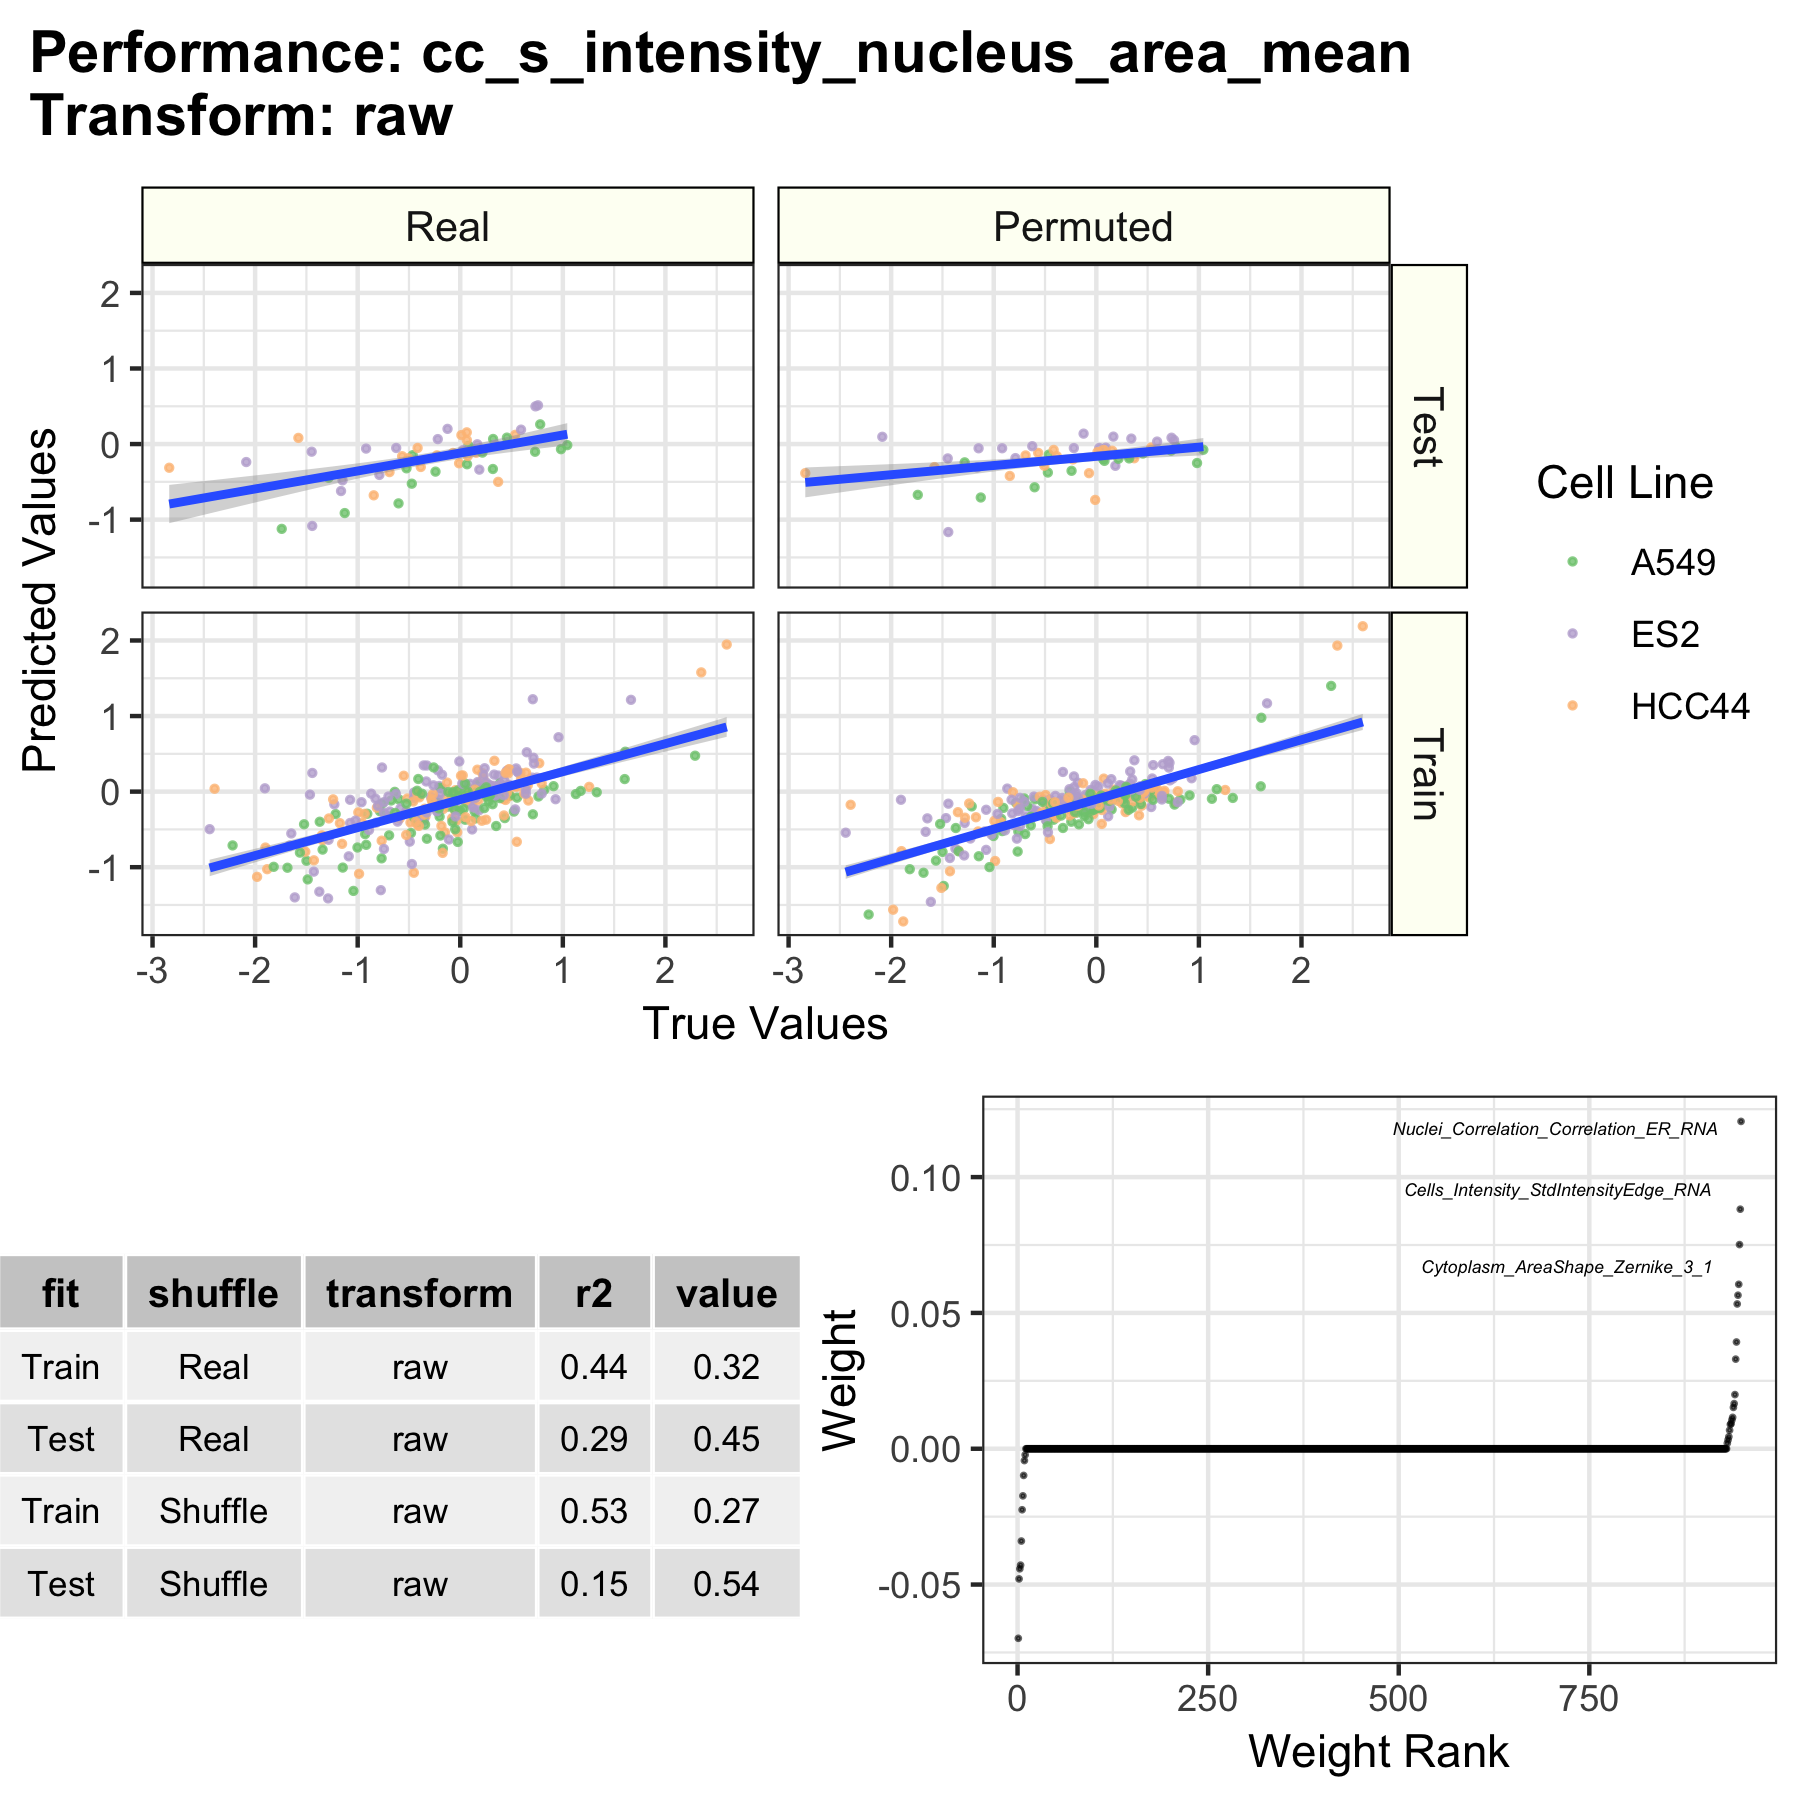 Performance: cc_s_intensity_nucleus_area_mean
Transform: raw
Real
Permuted
2
1
0
-1
Test
2
1
0
-1
Train
Predicted Values
-3 -2 -1 0 1 2
-3 -2 -1 0 1 2
True Values
Cell Line
A549
ES2
HCC44
fit shuffle transform r2 value
Train Real raw 0.44 0.32
Test Real raw 0.29 0.45
Train Shuffle raw 0.53 0.27
Test Shuffle raw 0.15 0.54
Nuclei_Correlation_Correlation_ER_RNA
Cells_Intensity_StdIntensityEdge_RNA
Cytoplasm_AreaShape_Zernike_3_1
0.10
0.05
0.00
-0.05
Weight
0 250 500 750
Weight Rank